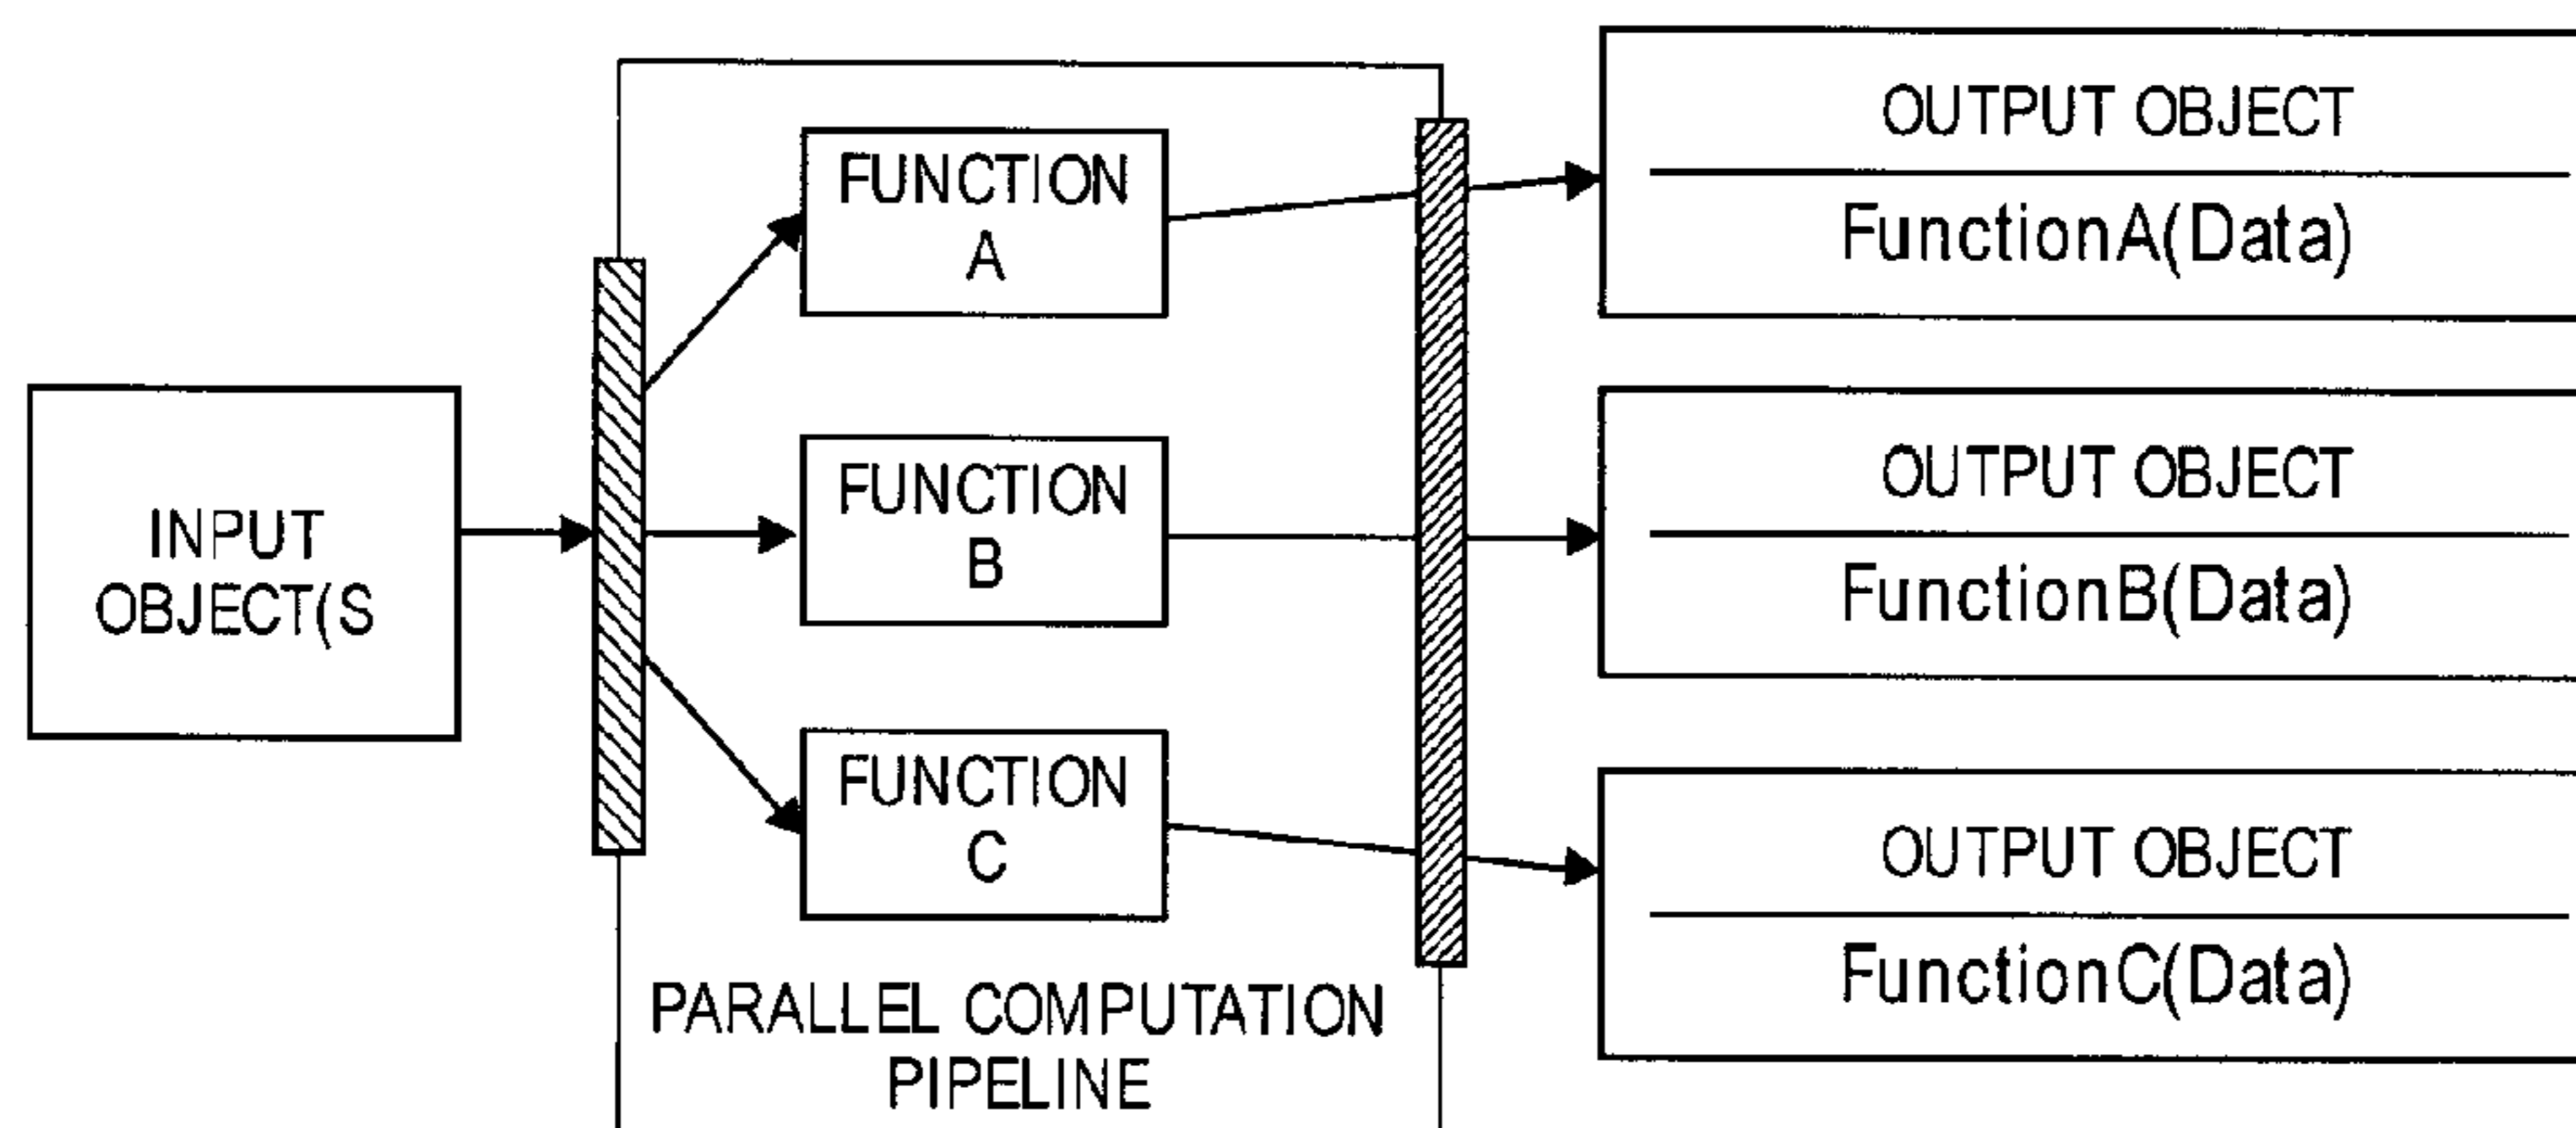 INPUT
OBJECT(S
FUNCTION
A
FUNCTION
B
FUNCTION
C
PARALLEL COMPUTATION
PIPELINE
OUTPUT OBJECT
FunctionA(Data)
OUTPUT OBJECT
FunctionB(Data)
OUTPUT OBJECT
FunctionC(Data)